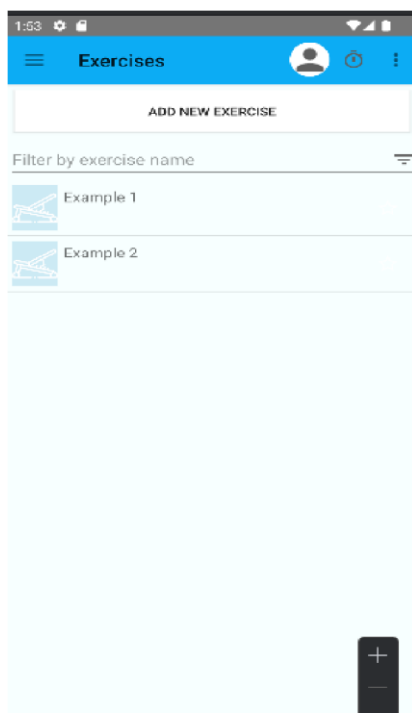 1:53
Exercises
ADD NEW EXERCISE
Filter by exercise name
Example 1
Example 2